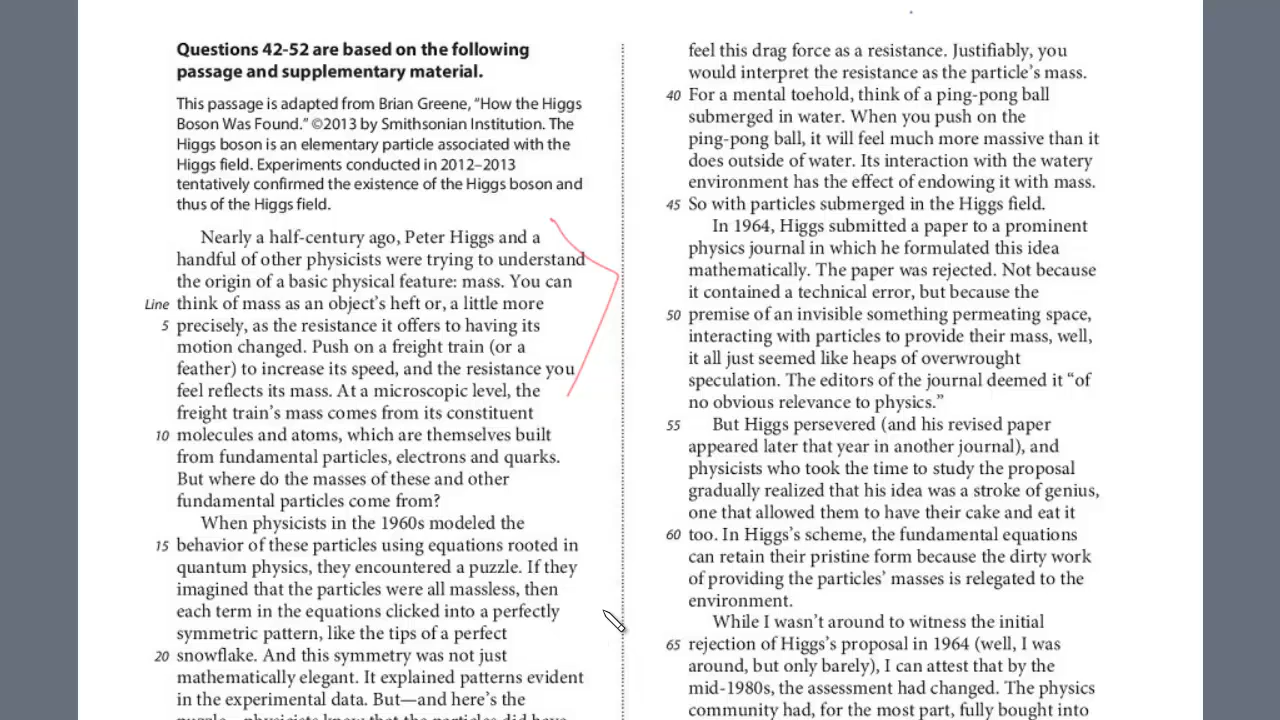 Questions 42-52 are based on the following
passage and supplementary material.
This passage is adapted from Brian Greene, "How the Higgs
Boson Was Found." ©2013 by Smithsonian Institution. The
Higgs boson is an elementary particle associated with the
Higgs field. Experiments conducted in 2012–2013
tentatively confirmed the existence of the Higgs boson and
thus of the Higgs field.
Nearly a half-century ago, Peter Higgs and a
handful of other physicists were trying to understand
the origin of a basic physical feature: mass. You can
Line think of mass as an object's heft or, a little more
5 precisely, as the resistance it offers to having its
motion changed. Push on a freight train (or a
feather) to increase its speed, and the resistance you
feel reflects its mass. At a microscopic level, the
freight train's mass comes from its constituent
10 molecules and atoms, which are themselves built
from fundamental particles, electrons and quarks.
But where do the masses of these and other
fundamental particles come from?
When physicists in the 1960s modeled the
15 behavior of these particles using equations rooted in
quantum physics, they encountered a puzzle. If they
imagined that the particles were all massless, then
each term in the equations clicked into a perfectly
symmetric pattern, like the tips of a perfect
20 snowflake. And this symmetry was not just
mathematically elegant. It explained patterns evident
in the experimental data. But—and here's the
puzzle—physicists knew that the particles did have
feel this drag force as a resistance. Justifiably, you
would interpret the resistance as the particle's mass.
40 For a mental toehold, think of a ping-pong ball
submerged in water. When you push on the
ping-pong ball, it will feel much more massive than it
does outside of water. Its interaction with the watery
environment has the effect of endowing it with mass.
45 So with particles submerged in the Higgs field.
In 1964, Higgs submitted a paper to a prominent
physics journal in which he formulated this idea
mathematically. The paper was rejected. Not because
it contained a technical error, but because the
50 premise of an invisible something permeating space,
interacting with particles to provide their mass, well,
it all just seemed like heaps of overwrought
speculation. The editors of the journal deemed it "of
no obvious relevance to physics."
55 But Higgs persevered (and his revised paper
appeared later that year in another journal), and
physicists who took the time to study the proposal
gradually realized that his idea was a stroke of genius,
one that allowed them to have their cake and eat it
60 too. In Higgs's scheme, the fundamental equations
can retain their pristine form because the dirty work
of providing the particles' masses is relegated to the
environment.
While I wasn't around to witness the initial
65 rejection of Higgs's proposal in 1964 (well, I was
around, but only barely), I can attest that by the
mid-1980s, the assessment had changed. The physics
community had, for the most part, fully bought into